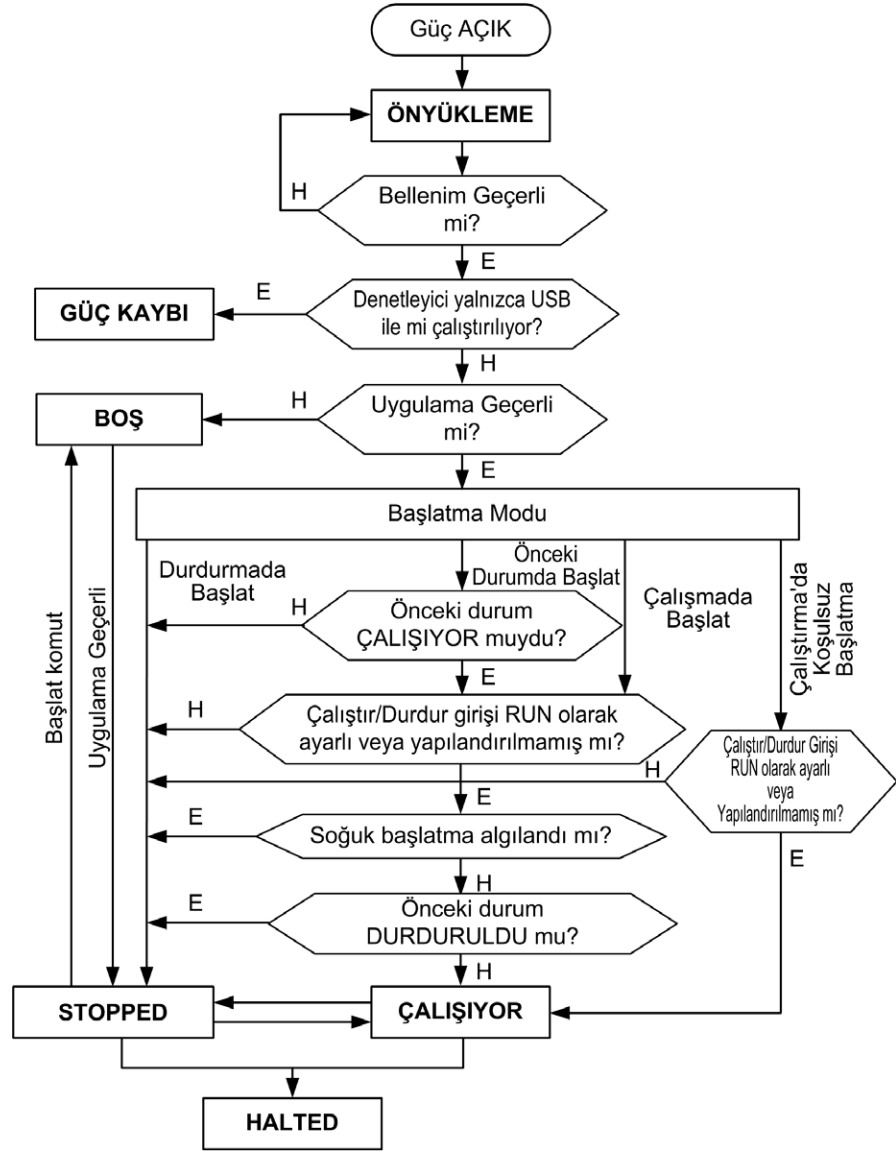 Güç AÇIK
ÖNYÜKLEME
H
Bellenim Geçerli
mi?
E
Denetleyici yalnızca USB
ile mi çalıştırılıyor?
E
GÜÇ KAYBI
H
Uygulama Geçerli
mi?
H
BOŞ
E
Başlatma Modu
Durdurmada
Başlat
Önceki
Durumda Başlat
Çalışmada
Başlat
Çalıştırma'da
Koşulsuz
Başlatma
H
Önceki durum
ÇALIŞIYOR muydu?
E
H
Çalıştır/Durdur girişi RUN olarak
ayarlı veya yapılandırılmamış mı?
H
Çalıştır/Durdur Girişi
RUN olarak ayarlı
veya
Yapılandırılmamış mı?
E
E
Soğuk başlatma algılandı mı?
E
H
E
Önceki durum
DURDURULDU mu?
H
Başlat komut
Uygulama Geçerli
STOPPED
ÇALIŞIYOR
HALTED